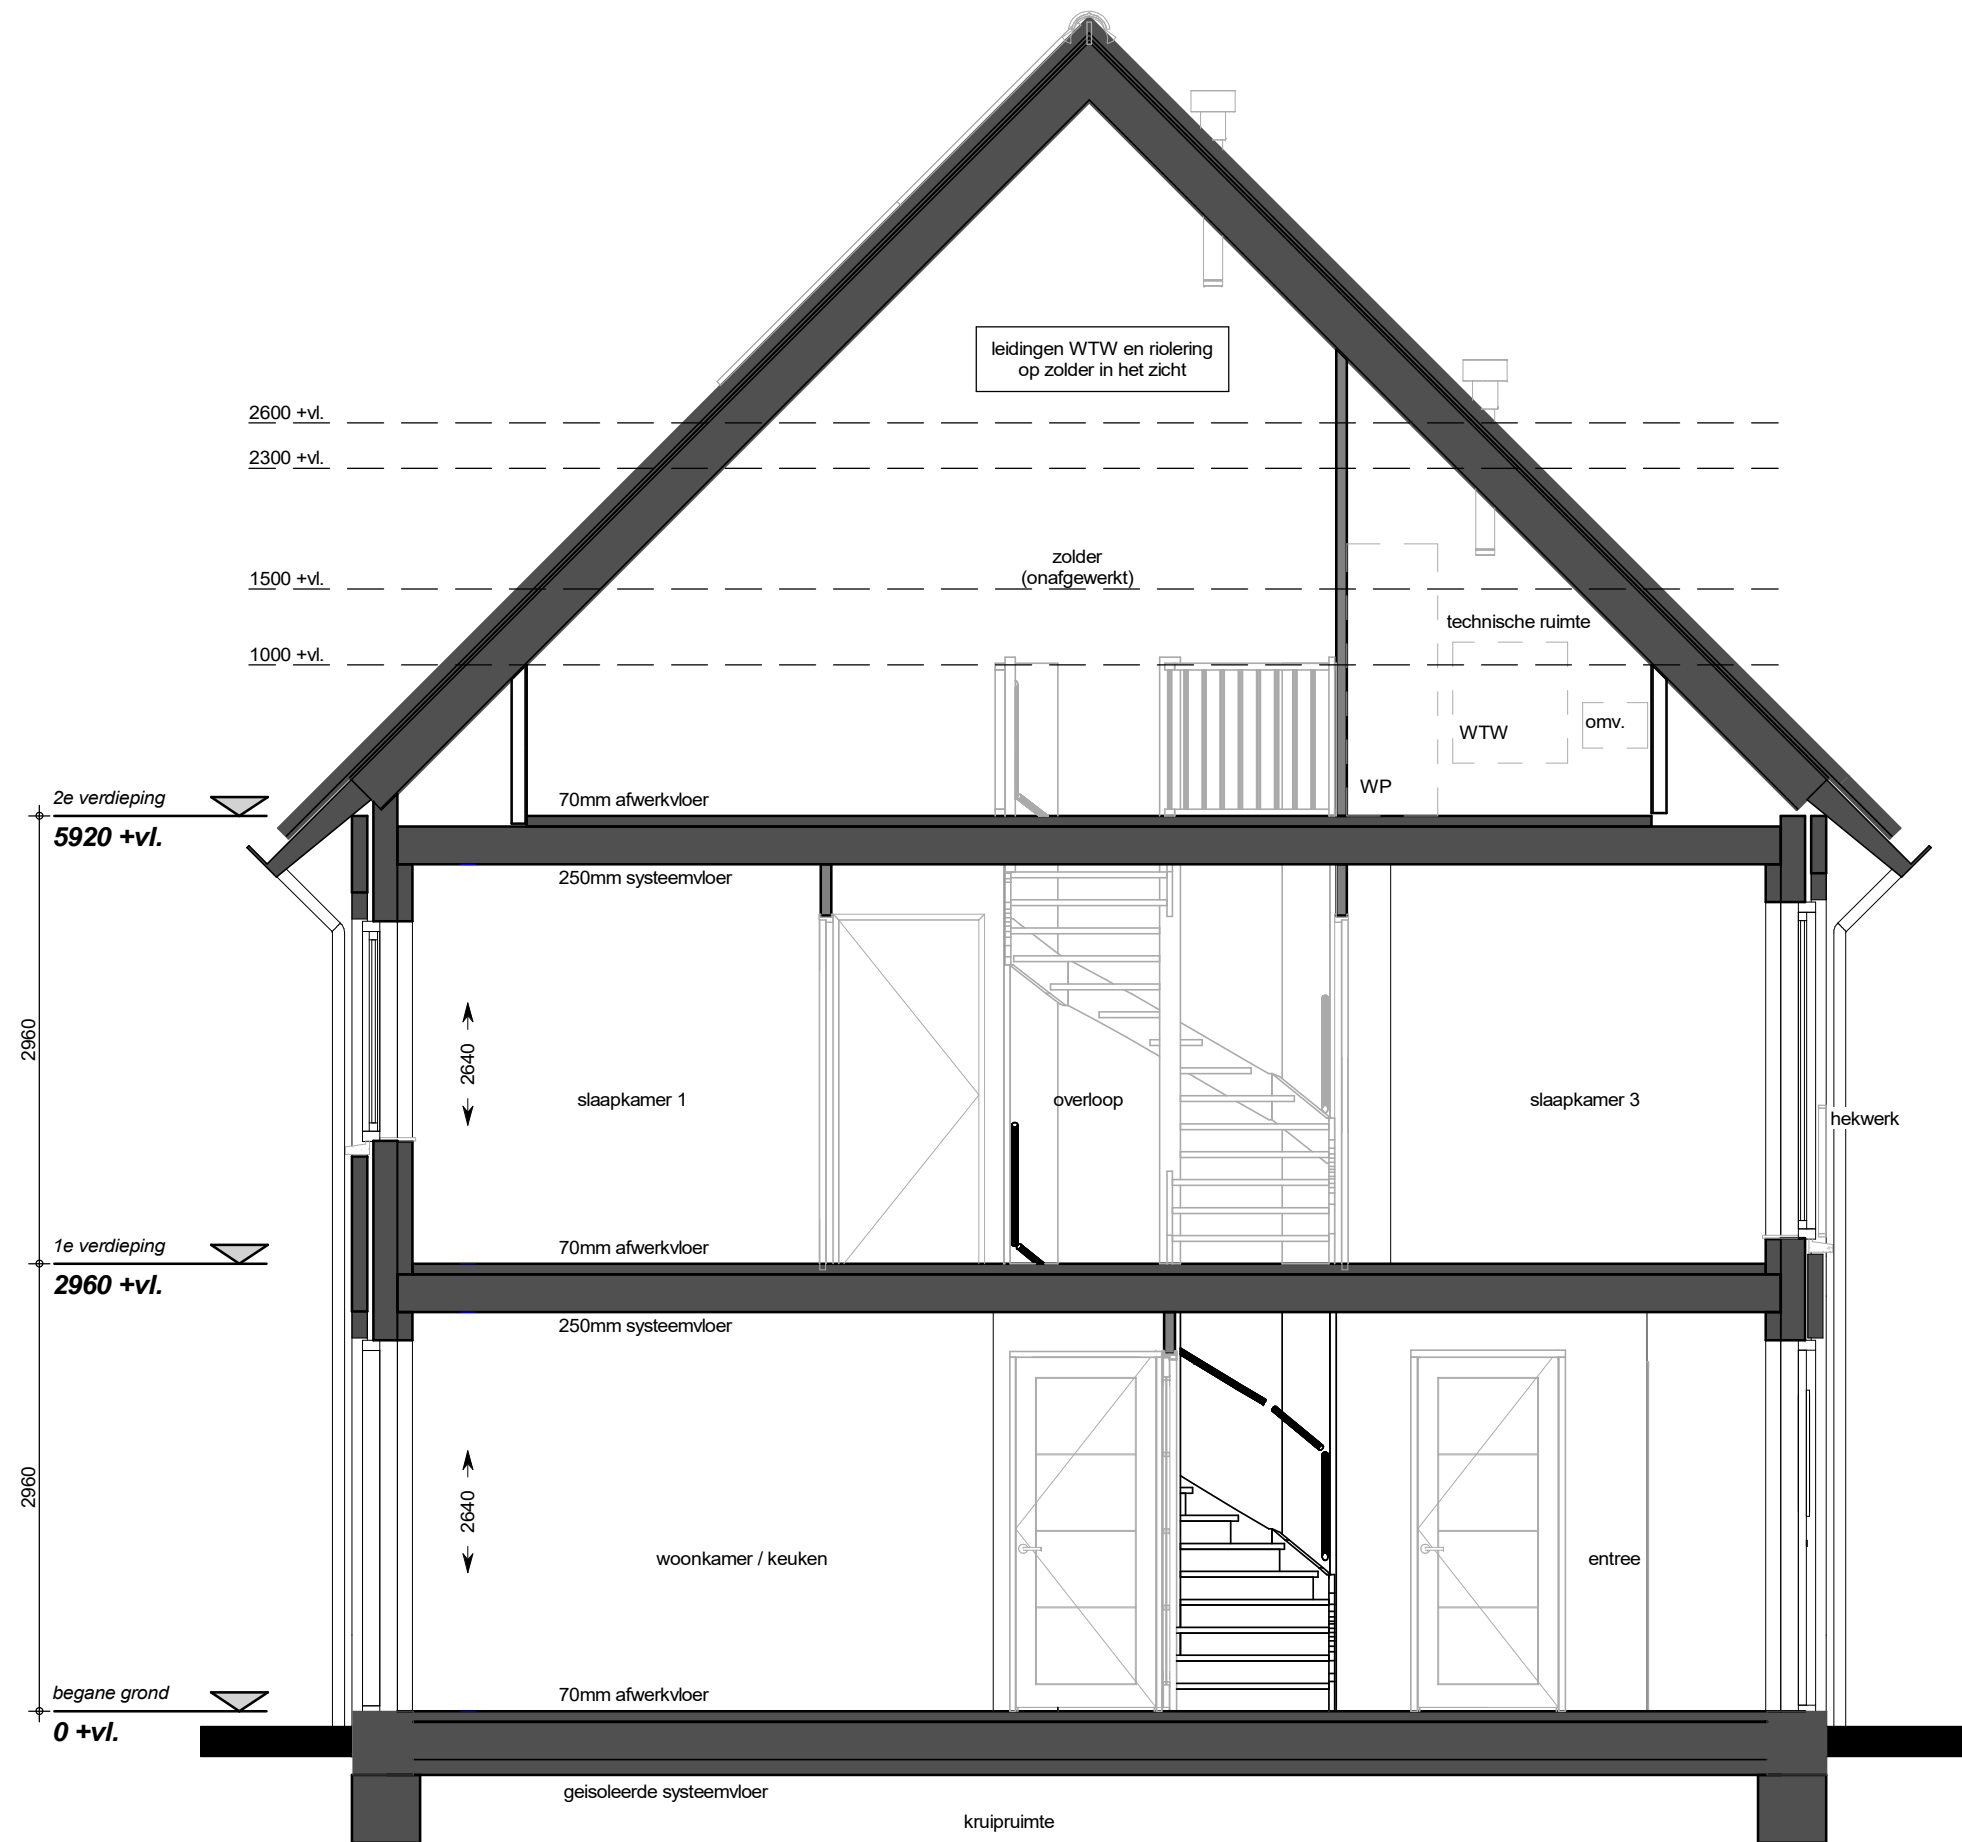 leidingen WTW en riolering
op zolder in het zicht
2600 +vl.
2300 +vl.
zolder
(onafgewerkt)
1500 +vl.
technische ruimte
1000 +vl.
omv.
WTW
WP
2e verdieping
70mm afwerkvloer
5920 +vl.
250mm systeemvloer
2960
2640
slaapkamer 1
overloop
slaapkamer 3
hekwerk
1e verdieping
70mm afwerkvloer
2960 +vl.
250mm systeemvloer
2960
2640
woonkamer / keuken
entree
begane grond
70mm afwerkvloer
0 +vl.
geisoleerde systeemvloer
kruipruimte